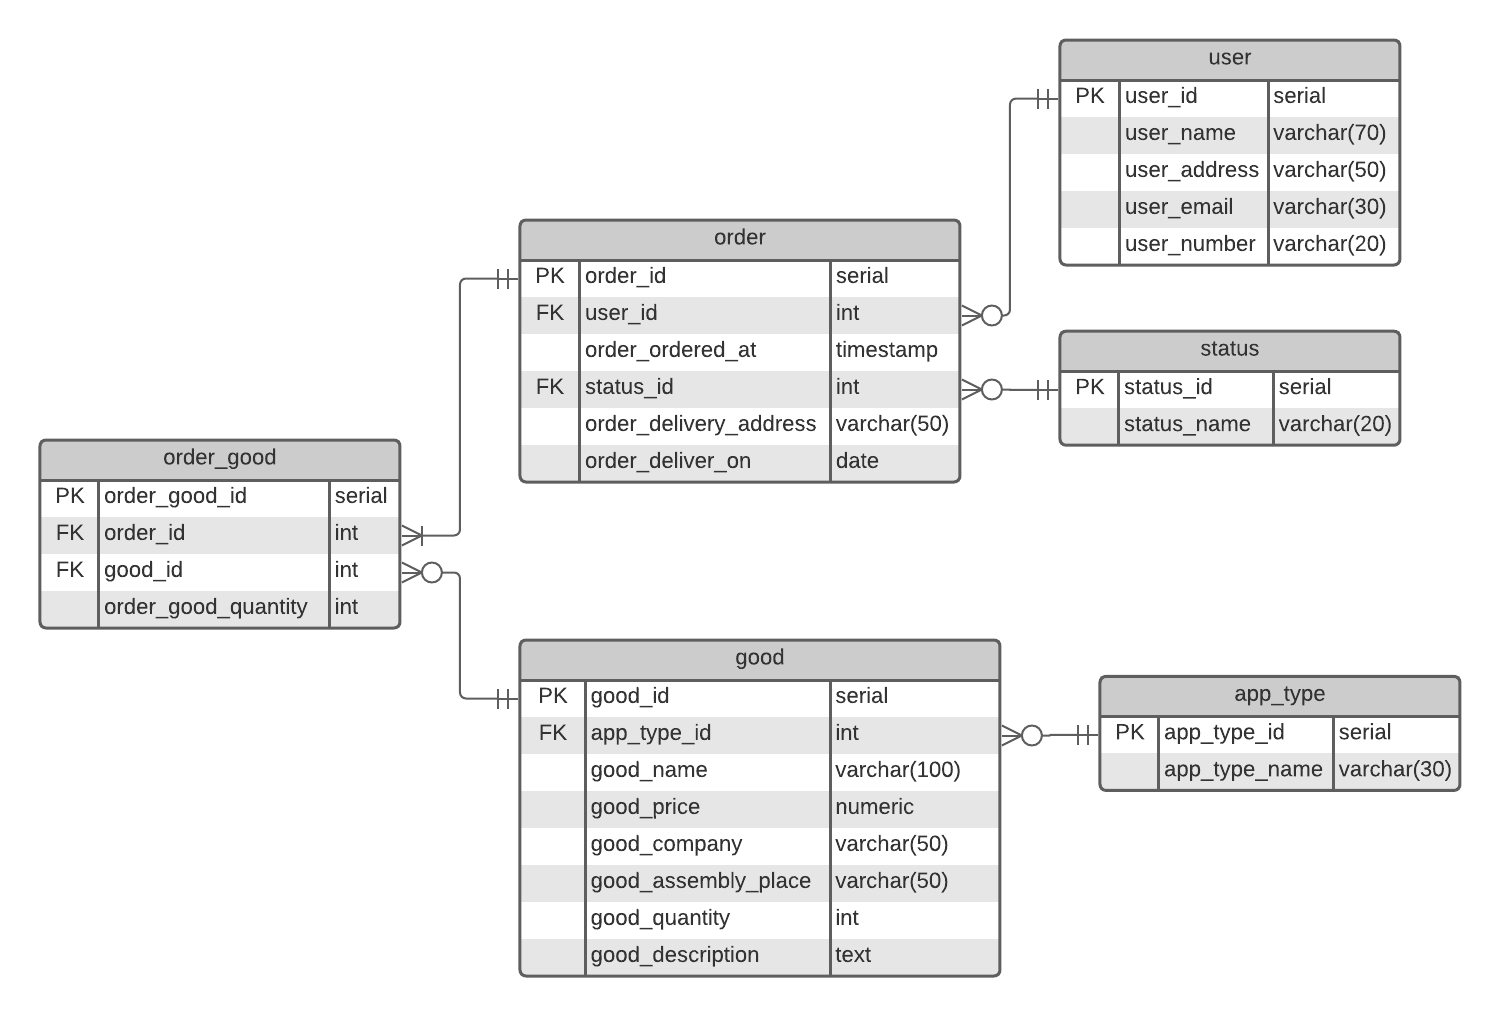 user
PK user_id serial
user_name varchar(70)
user_address varchar(50)
user_email varchar(30)
user_number varchar(20)
order
PK order_id serial
FK user_id int
order_ordered_at timestamp
FK status_id int
order_delivery_address varchar(50)
order_deliver_on date
status
PK status_id serial
status_name varchar(20)
order_good
PK order_good_id serial
FK order_id int
FK good_id int
order_good_quantity int
good
PK good_id serial
FK app_type_id int
good_name varchar(100)
good_price numeric
good_company varchar(50)
good_assembly_place varchar(50)
good_quantity int
good_description text
app_type
PK app_type_id serial
app_type_name varchar(30)